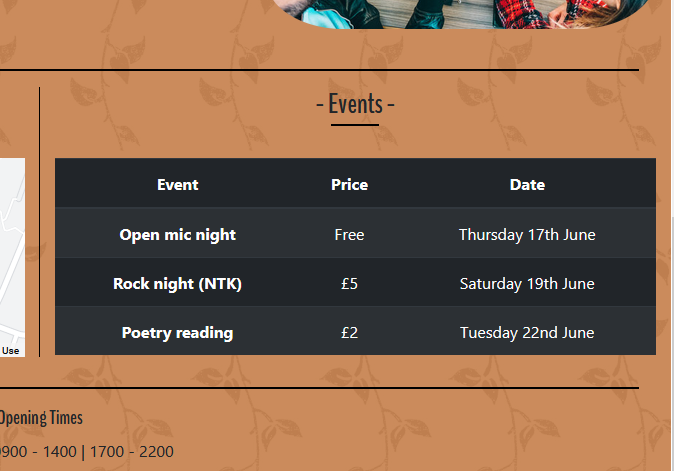 - Events -
Event Price Date
Open mic night Free Thursday 17th June
Rock night (NTK) £5 Saturday 19th June
Poetry reading £2 Tuesday 22nd June
Use
Opening Times
0900 - 1400 | 1700 - 2200